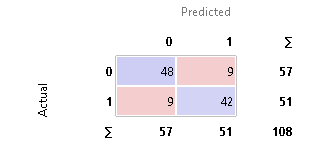 Predicted
0 1 Σ
Actual
0 48 9 57
1 9 42 51
Σ 57 51 108